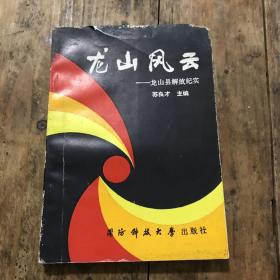 龙山风云
——龙山县解放纪实
苏良才 主编
国防科技大学出版社